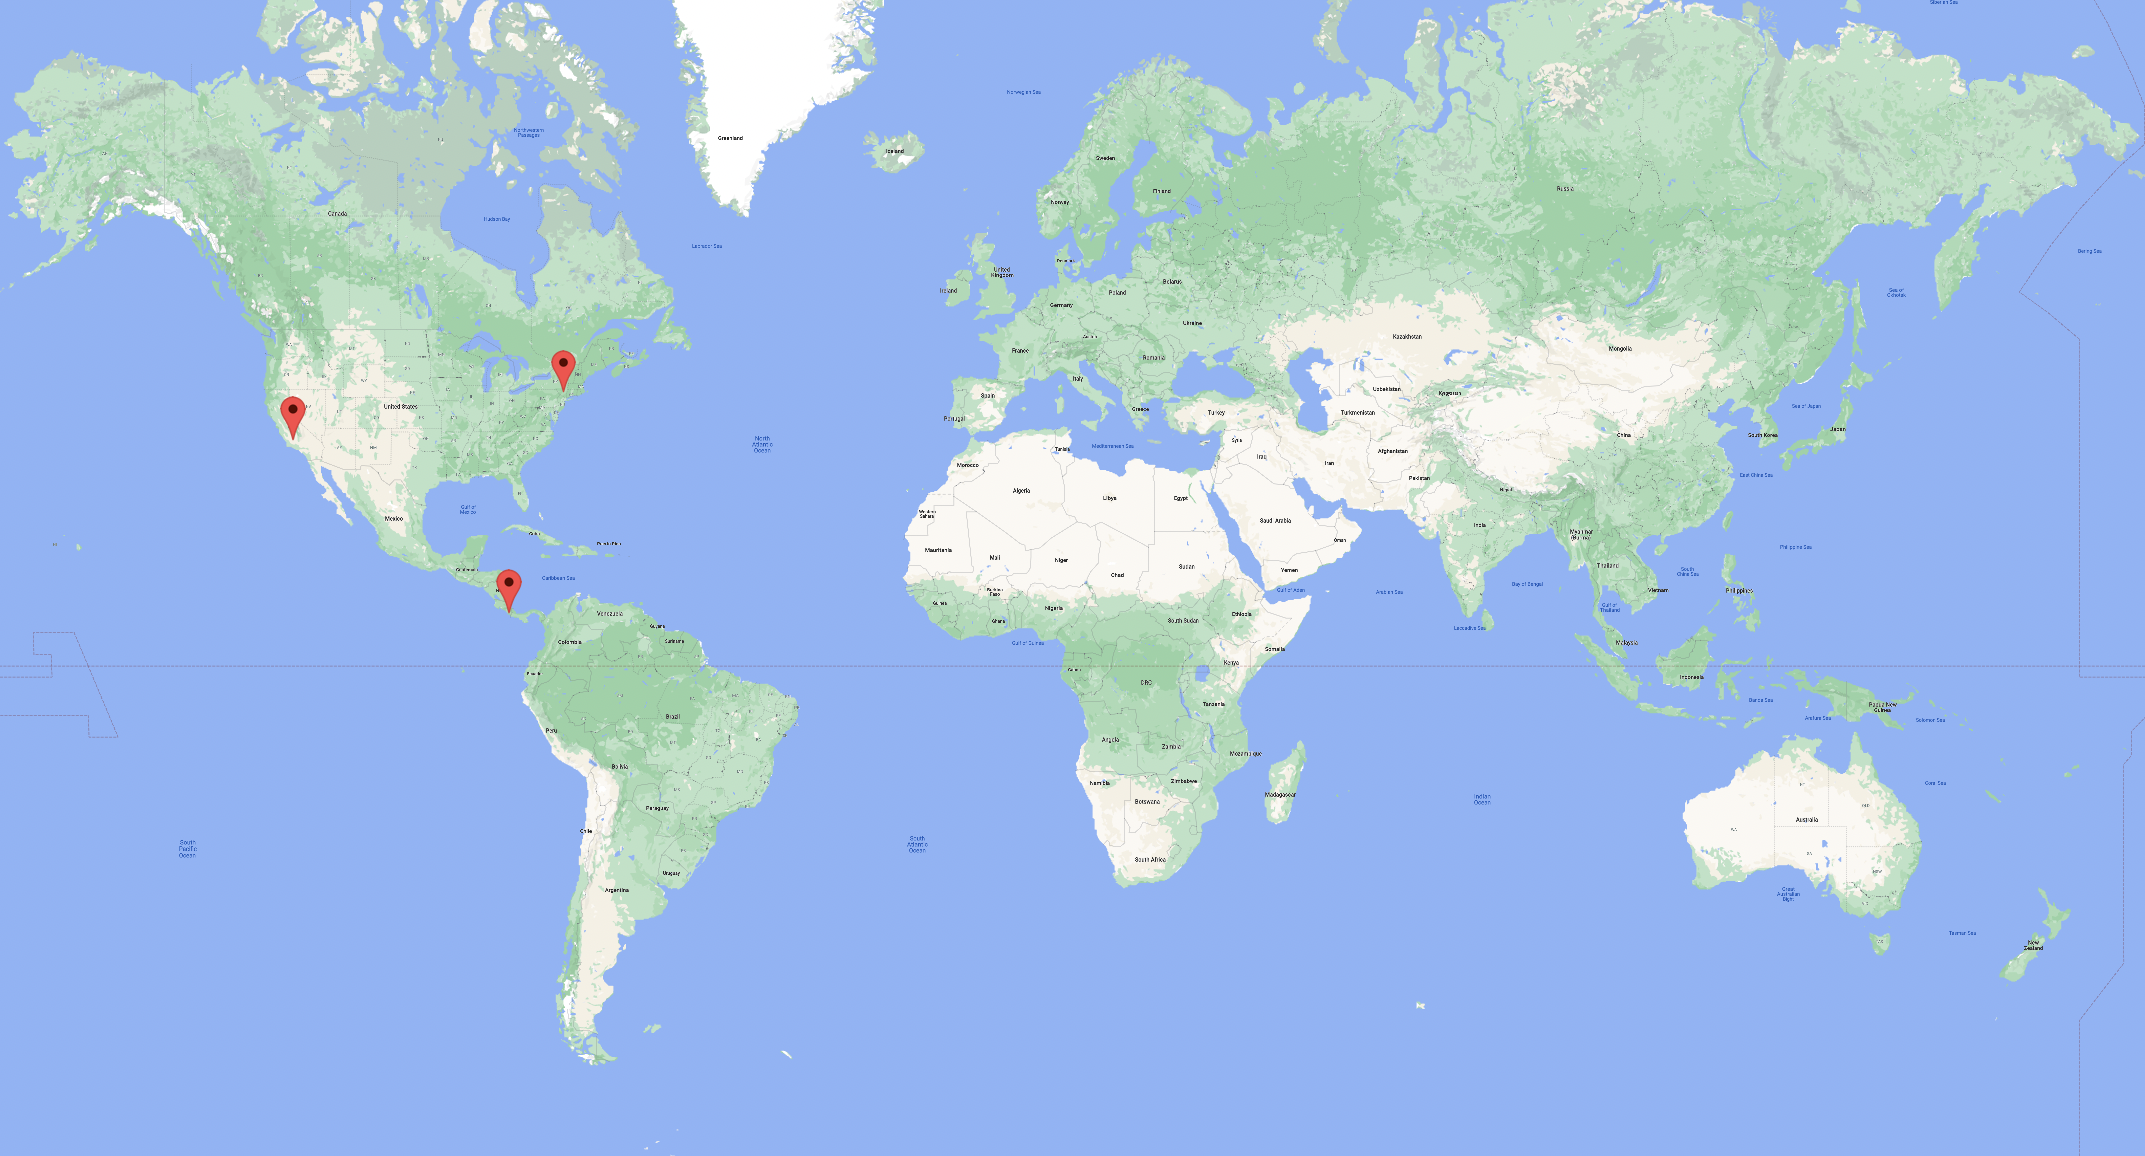 Siberian Sea
Norwegian Sea
Greenland
Northwestern
Passages
Iceland
Sweden
Finland
Russia
Norway
Canada
Hudson Bay
Labrador Sea
Bering Sea
United
Kingdom
Denmark
Ireland
Poland
Belarus
Germany
Sea of
Okhotsk
Ukraine
Austria
France
Romania
Kazakhstan
Mongolia
Italy
Spain
Uzbekistan
Kyrgyzstan
Portugal
Greece
Turkey
Turkmenistan
Sea of Japan
United States
North
Atlantic
Ocean
Mediterranean Sea
Tunisia
Syria
Iraq
Iran
Afghanistan
Pakistan
China
South Korea
Japan
Morocco
Algeria
Libya
Egypt
Nepal
East China Sea
Gulf of
Mexico
Mexico
Western
Sahara
Saudi Arabia
India
Cuba
Puerto Rico
Oman
Myanmar
(Burma)
Philippine Sea
Mauritania
Mali
Niger
Chad
Sudan
Yemen
Thailand
South
China Sea
Guatemala
Caribbean Sea
Burkina
Faso
Gulf of Aden
Arabian Sea
Bay of Bengal
Vietnam
Philippines
Guinea
Nigeria
Ethiopia
Gulf of
Thailand
Venezuela
Guyana
Ghana
South Sudan
Laccadive Sea
Colombia
Suriname
Gulf of Guinea
Somalia
Malaysia
Ecuador
Gabon
Kenya
DRC
Indonesia
Tanzania
Banda Sea
Papua New
Guinea
Brazil
Arafura Sea
Solomon Sea
Peru
Angola
Zambia
Mozambique
Bolivia
Namibia
Zimbabwe
Coral Sea
Madagascar
Botswana
Indian
Ocean
Paraguay
Australia
Chile
South
Pacific
Ocean
South
Atlantic
Ocean
South Africa
Uruguay
Argentina
Great
Australian
Bight
Tasman Sea
New
Zealand